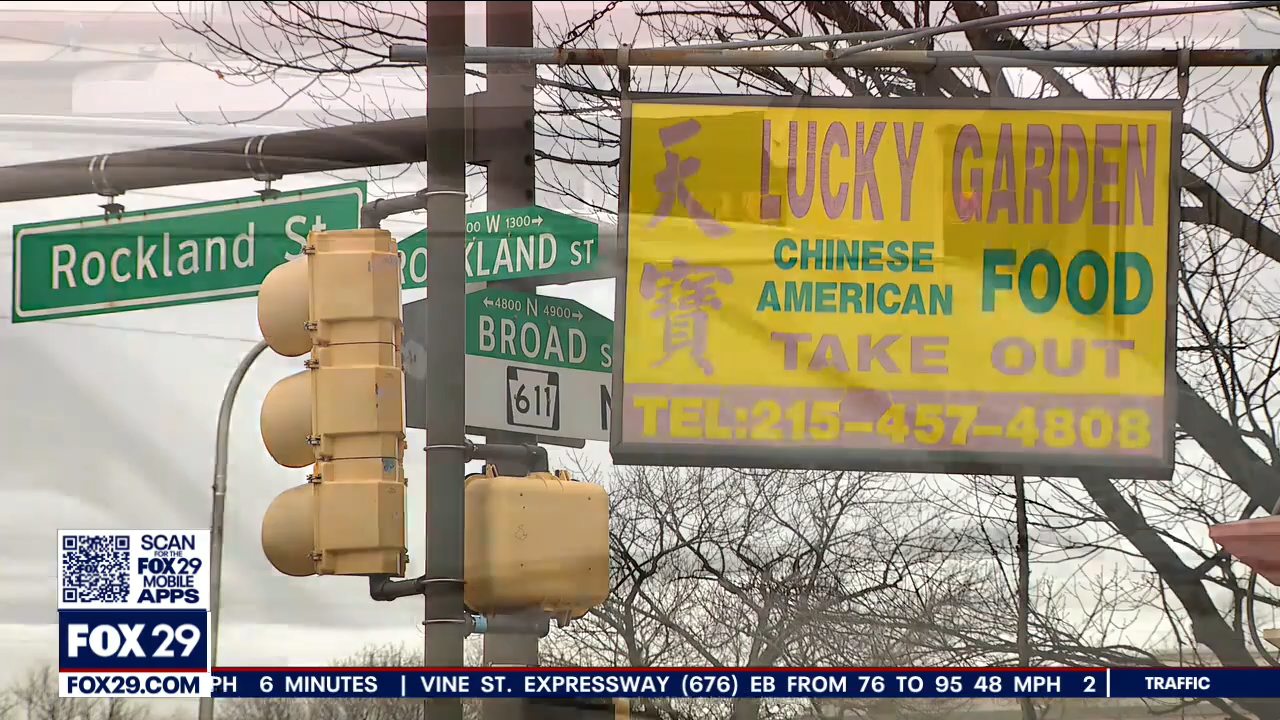 Rockland St
00 W 1300→
ROCKLAND ST
←4800 N 4900→
BROAD S
611
N
天寶
LUCKY GARDEN
CHINESE
AMERICAN
FOOD
TAKE OUT
TEL:215-457-4808
SCAN
FOR THE
FOX29
MOBILE
APPS
FOX 29
FOX29.COM
PH 6 MINUTES | VINE ST. EXPRESSWAY (676) EB FROM 76 TO 95 48 MPH 2
TRAFFIC